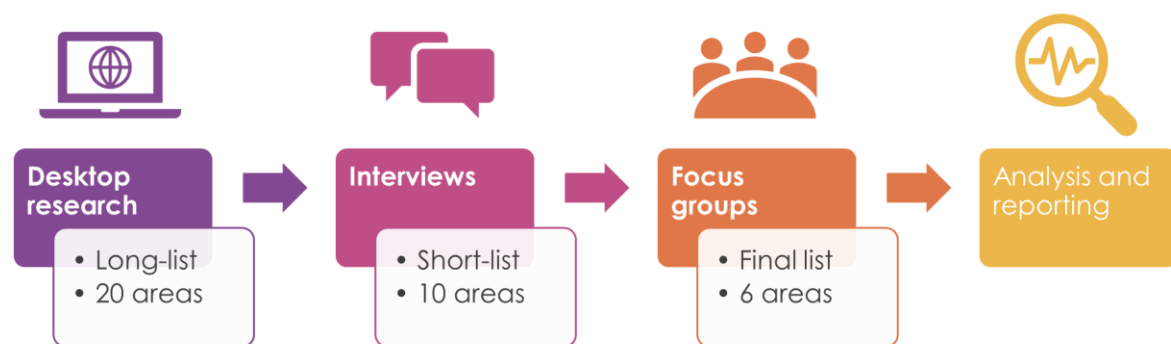 Desktop
research
• Long-list
• 20 areas
Interviews
• Short-list
• 10 areas
Focus
groups
• Final list
• 6 areas
Analysis and
reporting